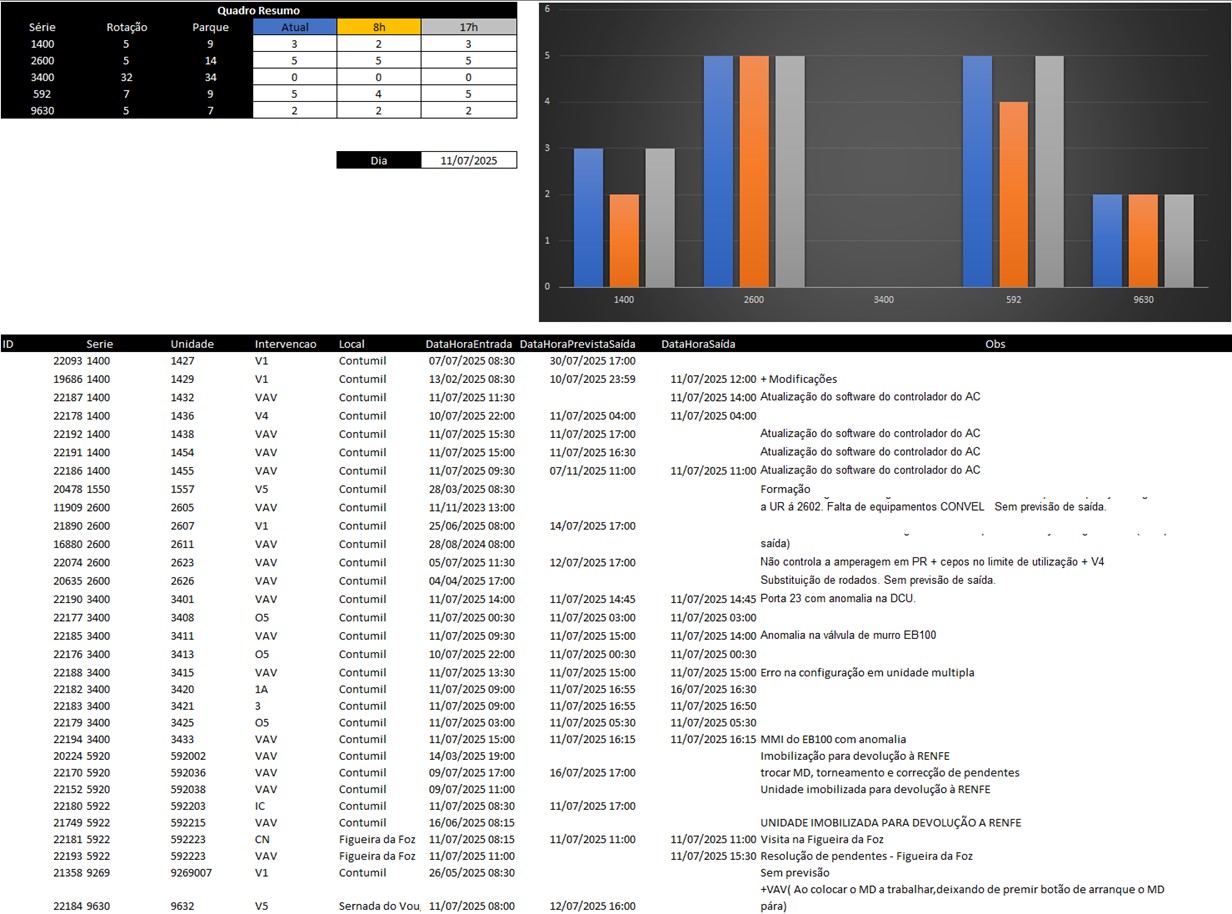 Quadro Resumo
Série Rotação Parque Atual 8h 17h
1400 5 9 3 2 3
2600 5 14 5 5 5
3400 32 34 0 0 0
592 7 9 5 4 5
9630 5 7 2 2 2
Dia 11/07/2025
6
5
4
3
2
1
0
1400 2600 3400 592 9630
ID Serie Unidade Intervencao Local DataHoraEntrada DataHoraPrevistaSaída DataHoraSaída Obs
22093 1400 1427 V1 Contumil 07/07/2025 08:30 30/07/2025 17:00
19686 1400 1429 V1 Contumil 13/02/2025 08:30 10/07/2025 23:59 11/07/2025 12:00 + Modificações
22187 1400 1432 VAV Contumil 11/07/2025 11:30 11/07/2025 14:00 Atualização do software do controlador do AC
22178 1400 1436 V4 Contumil 10/07/2025 22:00 11/07/2025 04:00 11/07/2025 04:00
22192 1400 1438 VAV Contumil 11/07/2025 15:30 11/07/2025 17:00 Atualização do software do controlador do AC
22191 1400 1454 VAV Contumil 11/07/2025 15:00 11/07/2025 16:30 Atualização do software do controlador do AC
22186 1400 1455 VAV Contumil 11/07/2025 09:30 07/11/2025 11:00 11/07/2025 11:00 Atualização do software do controlador do AC
20478 1550 1557 V5 Contumil 28/03/2025 08:30 Formação
11909 2600 2605 VAV Contumil 11/11/2023 13:00 a UR á 2602. Falta de equipamentos CONVEL Sem previsão de saída.
21890 2600 2607 V1 Contumil 25/06/2025 08:00 14/07/2025 17:00
16880 2600 2611 VAV Contumil 28/08/2024 08:00 saída)
22074 2600 2623 VAV Contumil 05/07/2025 11:30 12/07/2025 17:00 Não controla a amperagem em PR + cepos no limite de utilização + V4
20635 2600 2626 VAV Contumil 04/04/2025 17:00 Substituição de rodados. Sem previsão de saída.
22190 3400 3401 VAV Contumil 11/07/2025 14:00 11/07/2025 14:45 11/07/2025 14:45 Porta 23 com anomalia na DCU.
22177 3400 3408 O5 Contumil 11/07/2025 00:30 11/07/2025 03:00 11/07/2025 03:00
22185 3400 3411 VAV Contumil 11/07/2025 09:30 11/07/2025 15:00 11/07/2025 14:00 Anomalia na válvula de murro EB100
22176 3400 3413 O5 Contumil 10/07/2025 22:00 11/07/2025 00:30 11/07/2025 00:30
22188 3400 3415 VAV Contumil 11/07/2025 13:30 11/07/2025 15:00 11/07/2025 15:00 Erro na configuração em unidade multipla
22182 3400 3420 1A Contumil 11/07/2025 09:00 11/07/2025 16:55 16/07/2025 16:30
22183 3400 3421 3 Contumil 11/07/2025 09:00 11/07/2025 16:55 11/07/2025 16:50
22179 3400 3425 O5 Contumil 11/07/2025 03:00 11/07/2025 05:30 11/07/2025 05:30
22194 3400 3433 VAV Contumil 11/07/2025 15:00 11/07/2025 16:15 11/07/2025 16:15 MMI do EB100 com anomalia
20224 5920 592002 VAV Contumil 14/03/2025 19:00 Imobilização para devolução à RENFE
22170 5920 592036 VAV Contumil 09/07/2025 17:00 16/07/2025 17:00 trocar MD, torneamento e correcção de pendentes
22152 5920 592038 VAV Contumil 09/07/2025 11:00 Unidade imobilizada para devolução à RENFE
22180 5922 592203 IC Contumil 11/07/2025 08:30 11/07/2025 17:00
21749 5922 592215 VAV Contumil 16/06/2025 08:15 UNIDADE IMOBILIZADA PARA DEVOLUÇÃO A RENFE
22181 5922 592223 CN Figueira da Foz 11/07/2025 08:15 11/07/2025 11:00 11/07/2025 11:00 Visita na Figueira da Foz
22193 5922 592223 VAV Figueira da Foz 11/07/2025 11:00 11/07/2025 15:30 Resolução de pendentes - Figueira da Foz
21358 9269 9269007 V1 Contumil 26/05/2025 08:30 Sem previsão
+VAV( Ao colocar o MD a trabalhar,deixando de premir botão de arranque o MD
22184 9630 9632 V5 Sernada do Vou 11/07/2025 08:00 12/07/2025 16:00 pára)